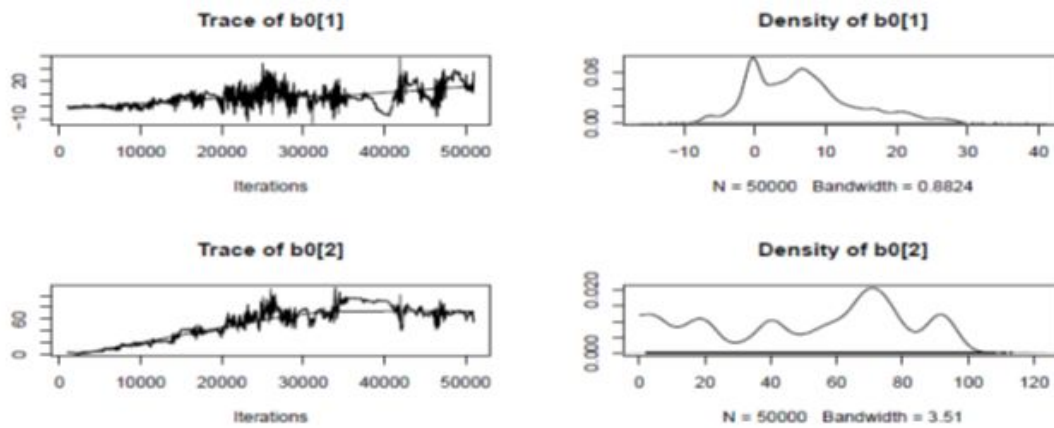 Trace of b0[1]
Density of b0[1]
20
-10
0 10000 20000 30000 40000 50000
Iterations
0.06
0.00
-10 0 10 20 30 40
N = 50000 Bandwidth = 0.8824
Trace of b0[2]
Density of b0[2]
60
0
0 10000 20000 30000 40000 50000
Iterations
0.020
0.000
0 20 40 60 80 100 120
N = 50000 Bandwidth = 3.51